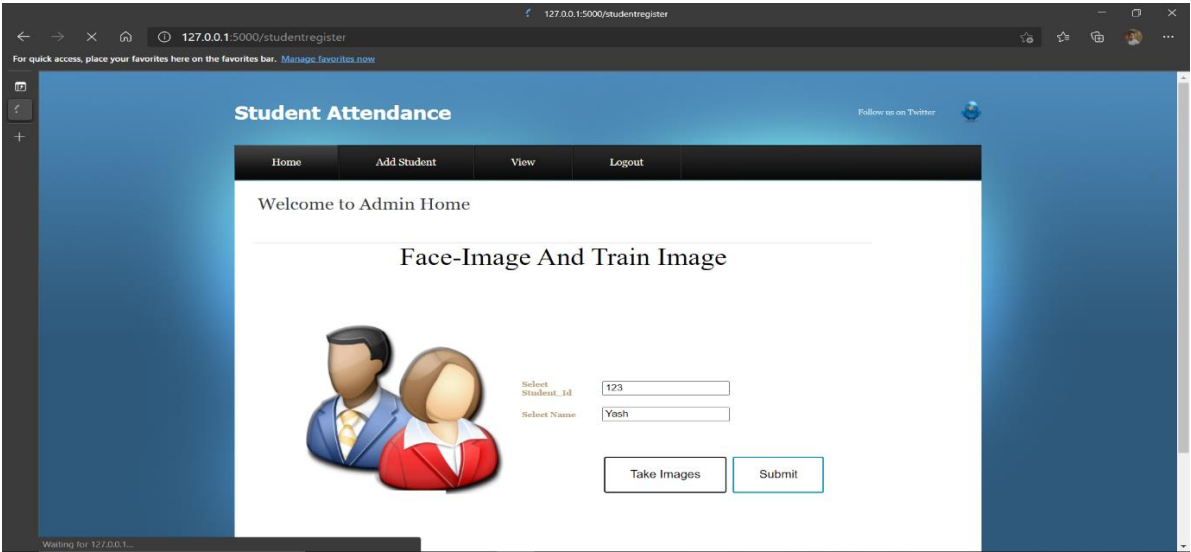 127.0.0.1:5000/studentregister
127.0.0.1:5000/studentregister
For quick access, place your favorites here on the favorites bar. Manage favorites now
Student Attendance
Follow us on Twitter
Home Add Student View Logout
Welcome to Admin Home
Face-Image And Train Image
Select
Student_Id 123
Select Name Yash
Take Images Submit
Waiting for 127.0.0.1...